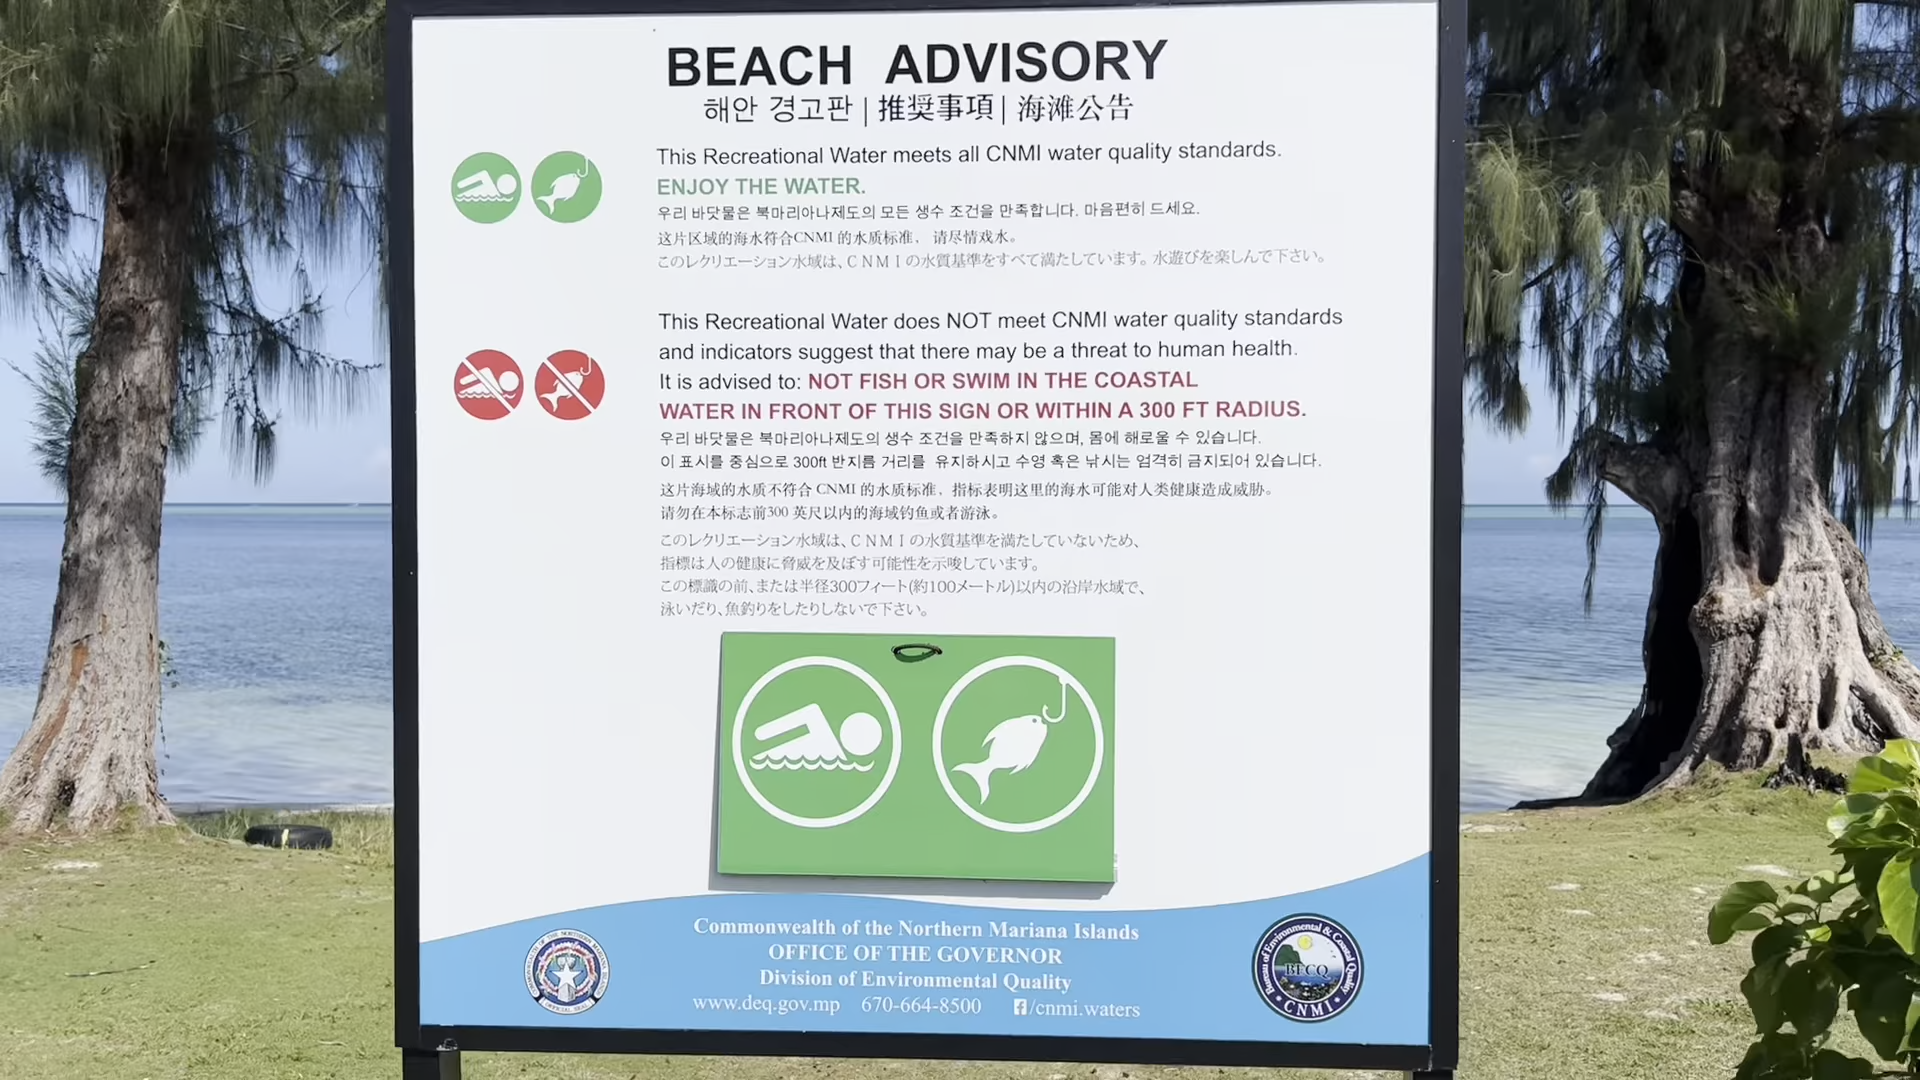 BEACH ADVISORY
해안 경고판 | 推奨事項 | 海滩公告
This Recreational Water meets all CNMI water quality standards.
ENJOY THE WATER.
우리 바닷물은 북마리아나제도의 모든 생수 조건을 만족합니다. 마음편히 드세요.
这片区域的海水符合CNMI 的水质标准， 请尽情戏水。
このレクリエーション水域は、ＣＮＭＩの水質基準をすべて満たしています。水遊びを楽しんで下さい。
This Recreational Water does NOT meet CNMI water quality standards
and indicators suggest that there may be a threat to human health.
It is advised to: NOT FISH OR SWIM IN THE COASTAL
WATER IN FRONT OF THIS SIGN OR WITHIN A 300 FT RADIUS.
우리 바닷물은 북마리아나제도의 생수 조건을 만족하지 않으며, 몸에 해로울 수 있습니다.
이 표시를 중심으로 300ft 반지름 거리를 유지하시고 수영 혹은 낚시는 엄격히 금지되어 있습니다.
这片海域的水质不符合 CNMI 的水质标准， 指标表明这里的海水可能对人类健康造成威胁。
请勿在本标志前300 英尺以内的海域钓鱼或者游泳。
このレクリエーション水域は、ＣＮＭＩの水質基準を満たしていないため、
指標は人の健康に脅威を及ぼす可能性を示唆しています。
この標識の前、または半径300フィート(約100メートル)以内の沿岸水域で、
泳いだり、魚釣りをしたりしないで下さい。
Commonwealth of the Northern Mariana Islands
OFFICE OF THE GOVERNOR
Division of Environmental Quality
www.deq.gov.mp 670-664-8500 f/cnmi.waters
COMMONWEALTH OF THE NORTHERN MARIANA ISLANDS
OFFICIAL SEAL
Bureau of Environmental & Coastal Quality
BECQ
CNMI